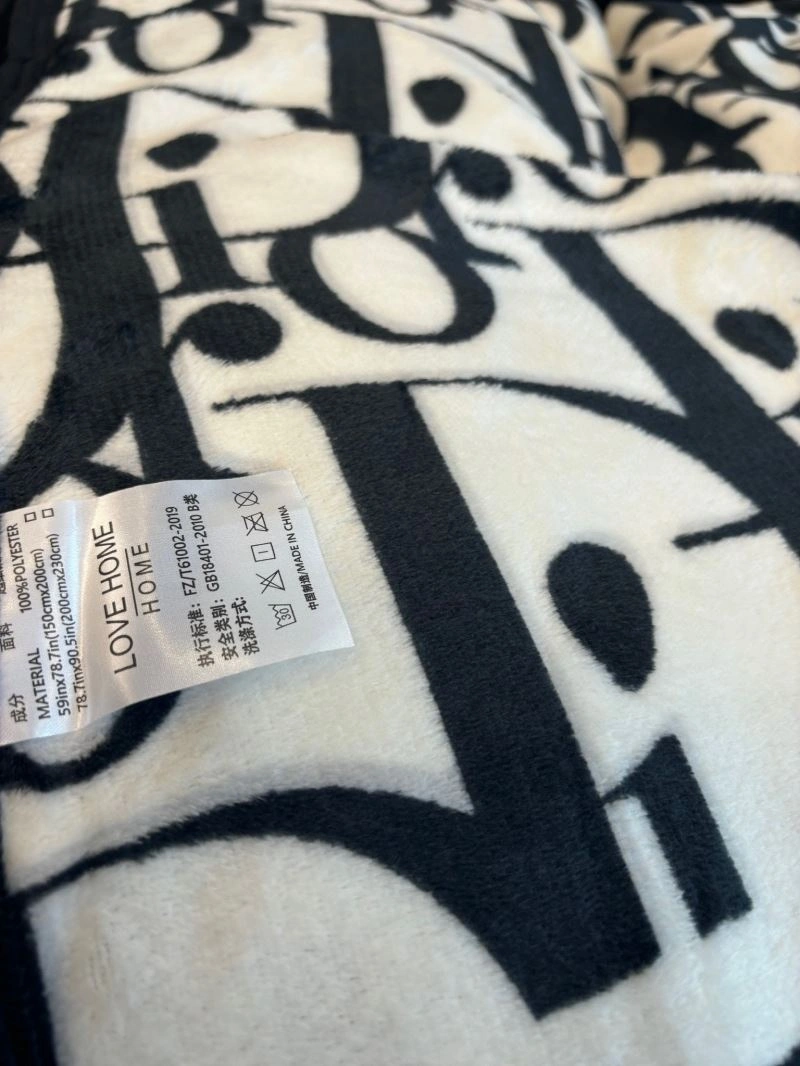 Dior
成分
面料
100%POLYESTER
MATERIAL
59inx78.7in(150cmx200cm)
78.7inx90.5in(200cmx230cm)
LOVE HOME
HOME
执行标准：FZ/T61002-2019
安全类别：GB18401-2010 B类
洗涤方式：
30
中国制造/MADE IN CHINA